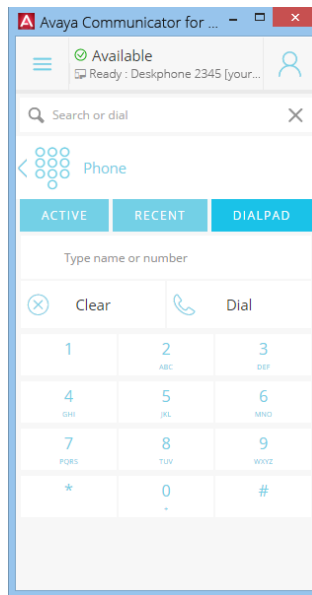 Avaya Communicator for ...
Available
Ready : Deskphone 2345 [your...
Search or dial
Phone
ACTIVE RECENT DIALPAD
Type name or number
Clear Dial
1 2 3
ABC DEF
4 5 6
GHI JKL MNO
7 8 9
PQRS TUV WXYZ
* 0 #
+